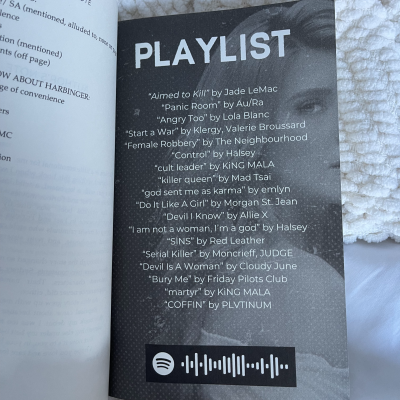 / SA (mentioned, alluded to,
ence
s
tion (mentioned)
nts (off page)
OW ABOUT HARBINGER:
ge of convenience
ers
MC
tion
PLAYLIST
"Aimed to Kill" by Jade LeMac
"Panic Room" by Au/Ra
"Angry Too" by Lola Blanc
"Start a War" by Klergy, Valerie Broussard
"Female Robbery" by The Neighbourhood
"Control" by Halsey
"cult leader" by KiNG MALA
"killer queen" by Mad Tsai
"god sent me as karma" by emlyn
"Do It Like A Girl" by Morgan St. Jean
"Devil I Know" by Allie X
"I am not a woman, I'm a god" by Halsey
"SINS" by Red Leather
"Serial Killer" by Moncrieff, JUDGE
"Devil Is A Woman" by Cloudy June
"Bury Me" by Friday Pilots Club
"martyr" by KiNG MALA
"COFFIN" by PLVTINUM